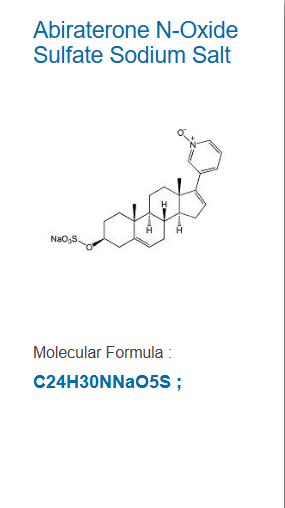 Abiraterone N-Oxide
Sulfate Sodium Salt
O⁻
N⁺
H
H
H
NaO₃S
O
Molecular Formula :
C24H30NNaO5S ;